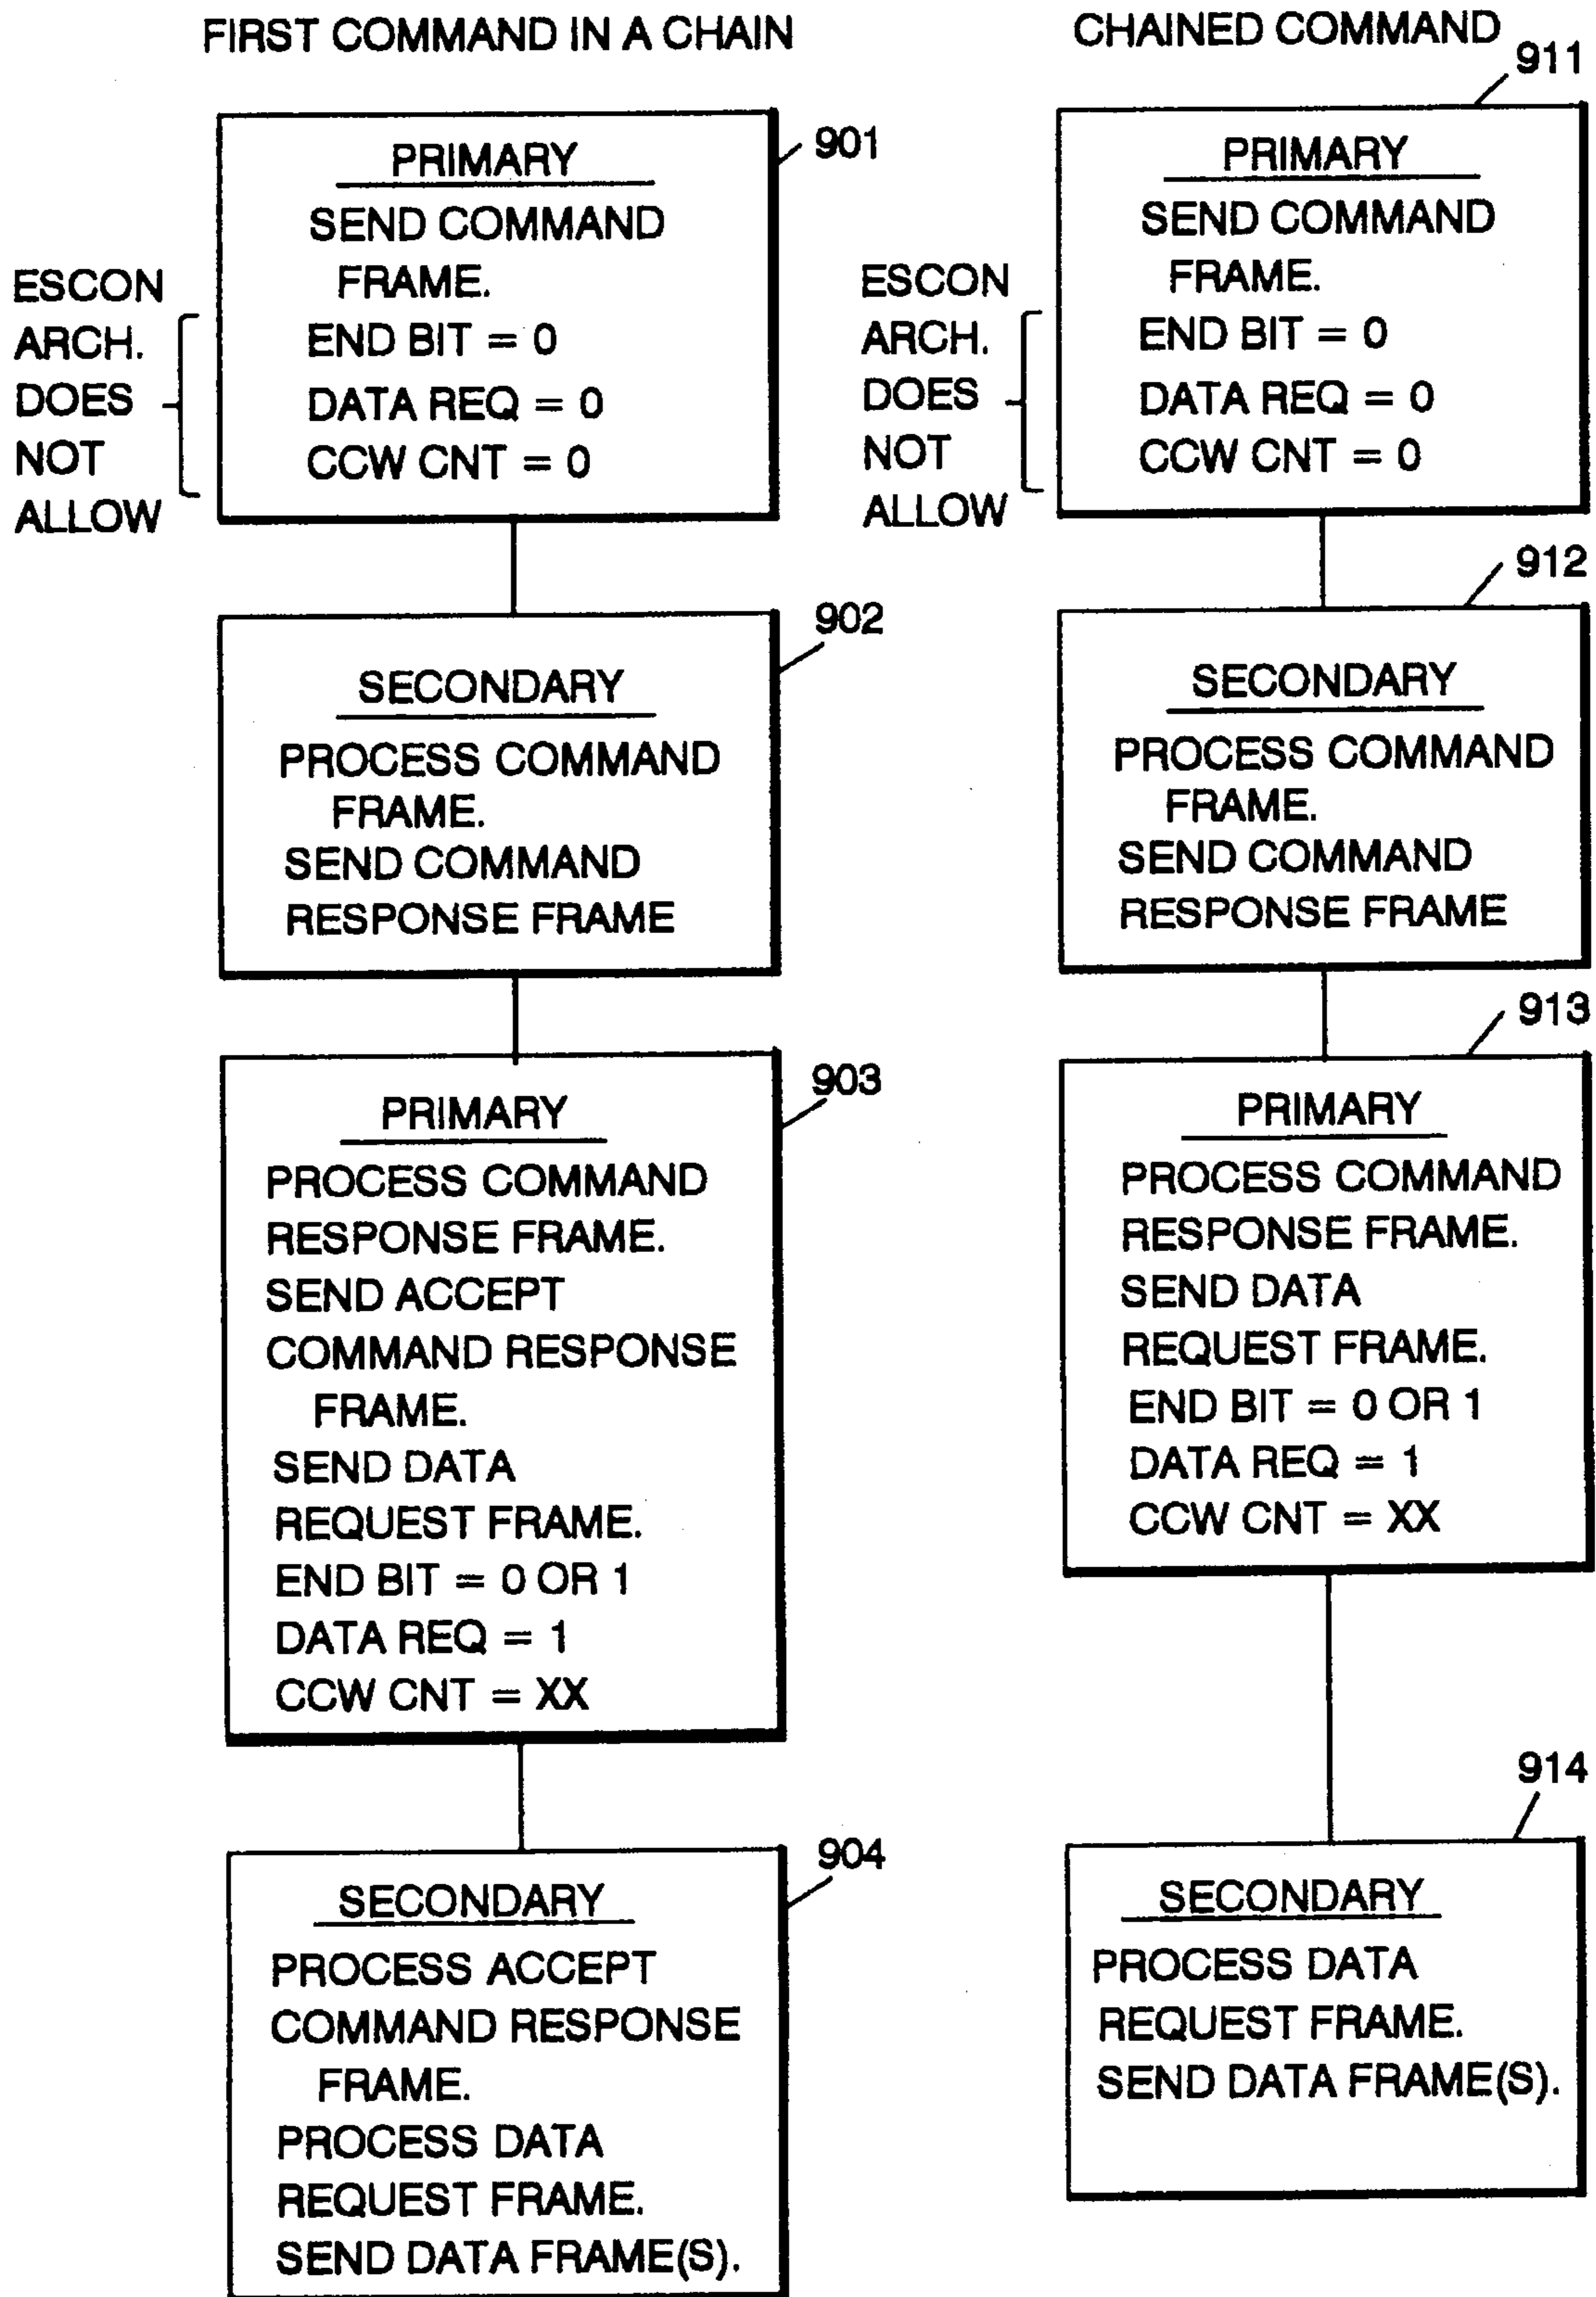 FIRST COMMAND IN A CHAIN
901
PRIMARY
SEND COMMAND
FRAME.
END BIT = 0
DATA REQ = 0
CCW CNT = 0
ESCON
ARCH.
DOES
NOT
ALLOW
902
SECONDARY
PROCESS COMMAND
FRAME.
SEND COMMAND
RESPONSE FRAME
903
PRIMARY
PROCESS COMMAND
RESPONSE FRAME.
SEND ACCEPT
COMMAND RESPONSE
FRAME.
SEND DATA
REQUEST FRAME.
END BIT = 0 OR 1
DATA REQ = 1
CCW CNT = XX
904
SECONDARY
PROCESS ACCEPT
COMMAND RESPONSE
FRAME.
PROCESS DATA
REQUEST FRAME.
SEND DATA FRAME(S).
CHAINED COMMAND
911
PRIMARY
SEND COMMAND
FRAME.
END BIT = 0
DATA REQ = 0
CCW CNT = 0
ESCON
ARCH.
DOES
NOT
ALLOW
912
SECONDARY
PROCESS COMMAND
FRAME.
SEND COMMAND
RESPONSE FRAME
913
PRIMARY
PROCESS COMMAND
RESPONSE FRAME.
SEND DATA
REQUEST FRAME.
END BIT = 0 OR 1
DATA REQ = 1
CCW CNT = XX
914
SECONDARY
PROCESS DATA
REQUEST FRAME.
SEND DATA FRAME(S).